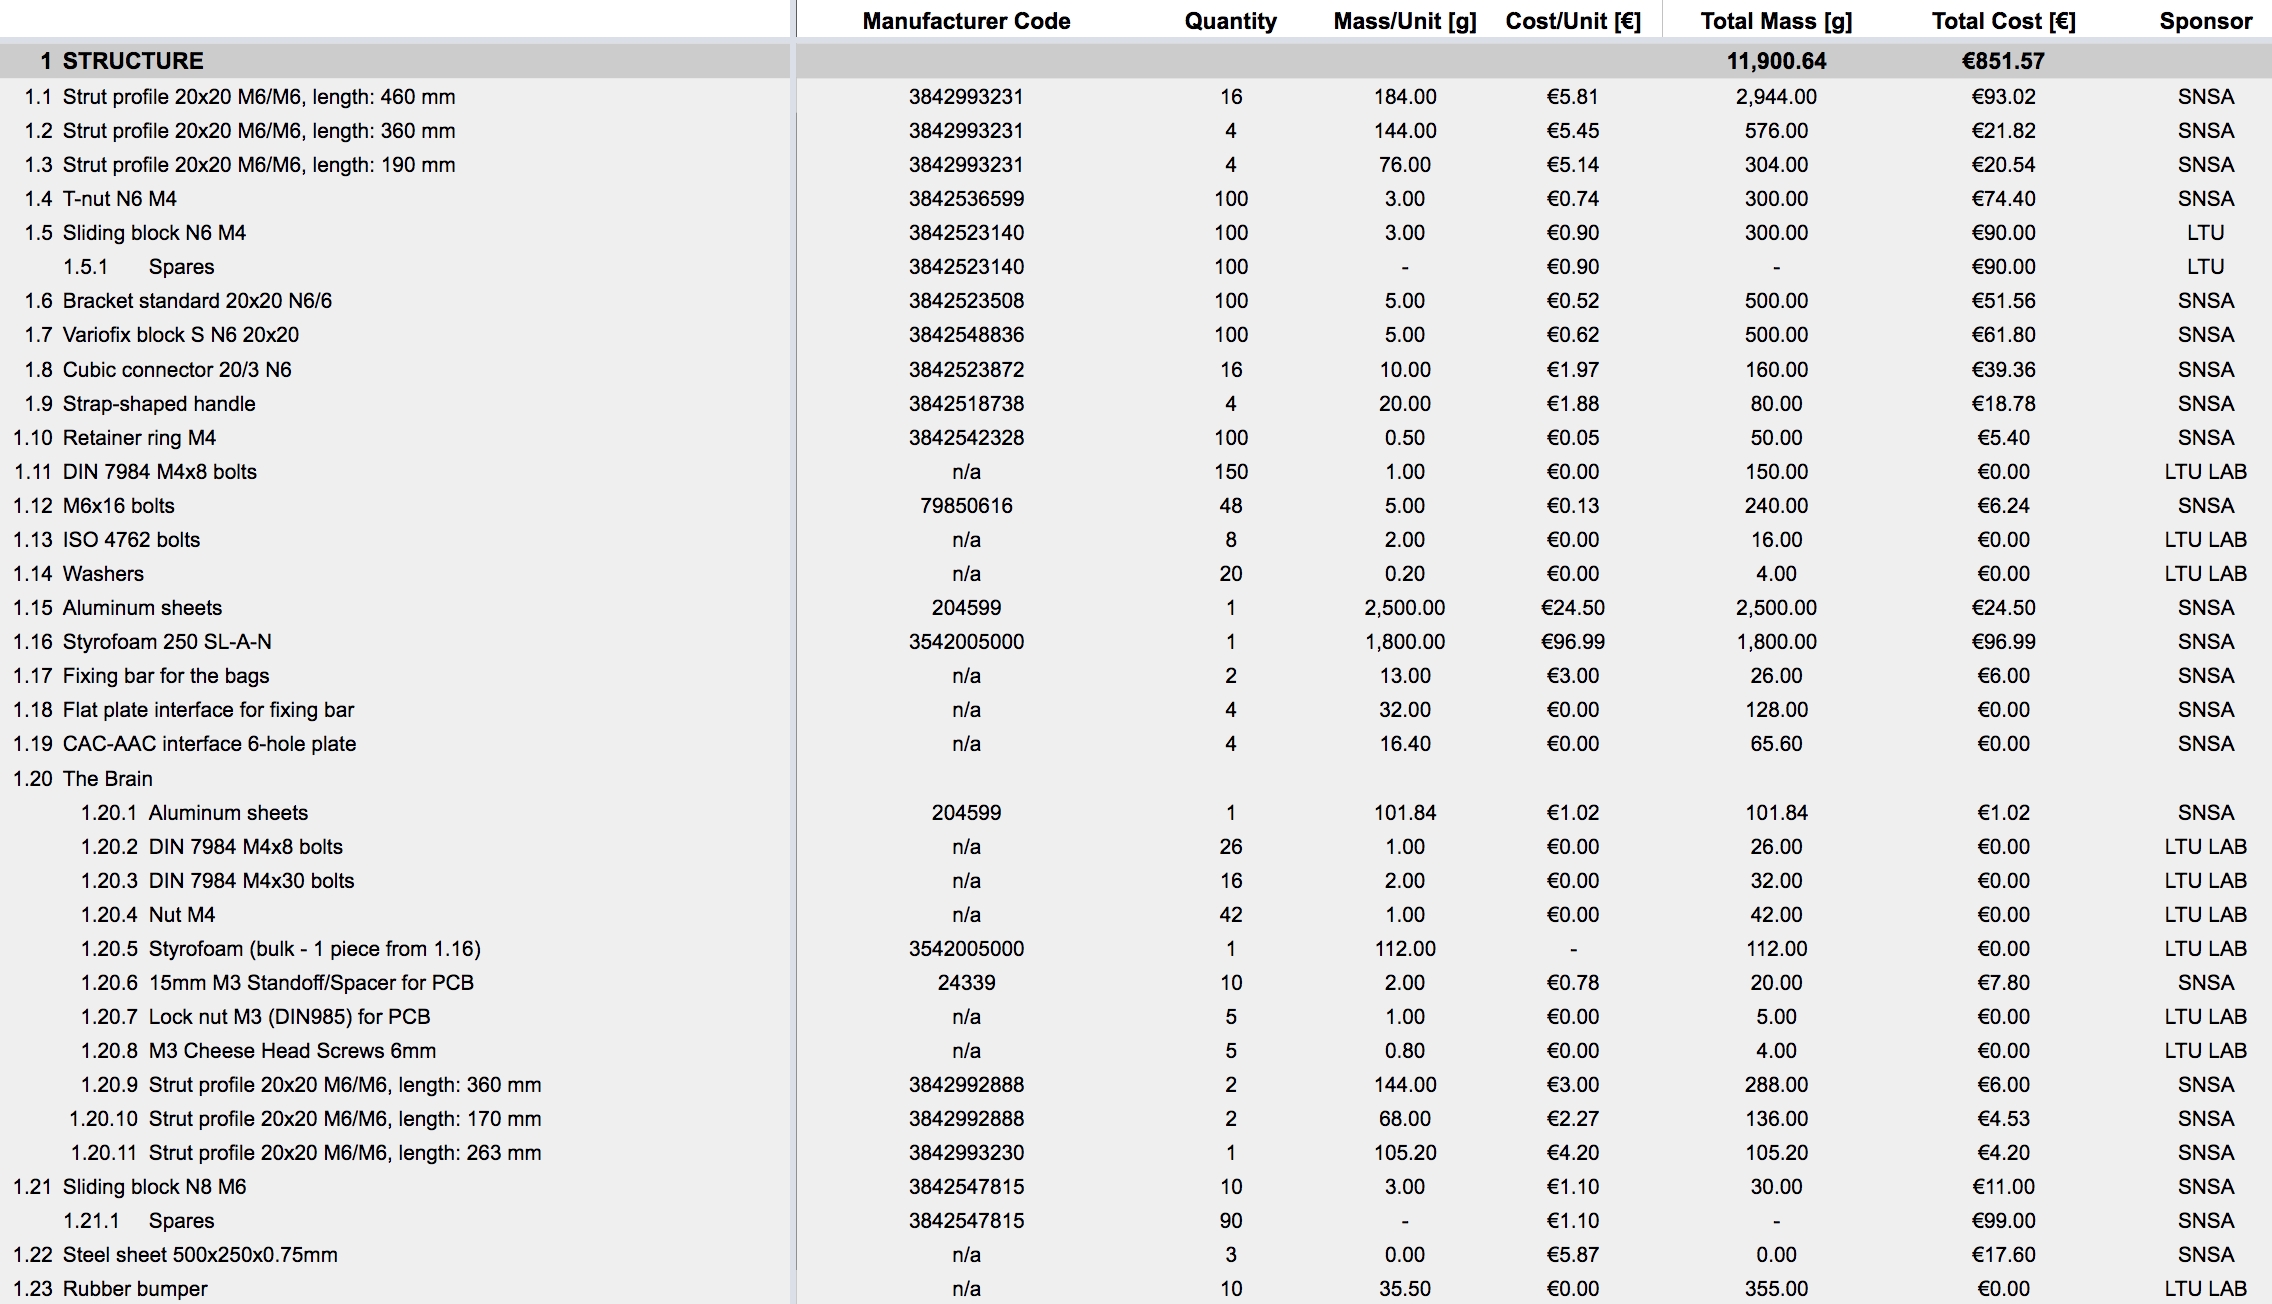 Manufacturer Code Quantity Mass/Unit [g] Cost/Unit [€] Total Mass [g] Total Cost [€] Sponsor
1 STRUCTURE 11,900.64 €851.57
1.1 Strut profile 20x20 M6/M6, length: 460 mm 3842993231 16 184.00 €5.81 2,944.00 €93.02 SNSA
1.2 Strut profile 20x20 M6/M6, length: 360 mm 3842993231 4 144.00 €5.45 576.00 €21.82 SNSA
1.3 Strut profile 20x20 M6/M6, length: 190 mm 3842993231 4 76.00 €5.14 304.00 €20.54 SNSA
1.4 T-nut N6 M4 3842536599 100 3.00 €0.74 300.00 €74.40 SNSA
1.5 Sliding block N6 M4 3842523140 100 3.00 €0.90 300.00 €90.00 LTU
1.5.1 Spares 3842523140 100 - €0.90 - €90.00 LTU
1.6 Bracket standard 20x20 N6/6 3842523508 100 5.00 €0.52 500.00 €51.56 SNSA
1.7 Variofix block S N6 20x20 3842548836 100 5.00 €0.62 500.00 €61.80 SNSA
1.8 Cubic connector 20/3 N6 3842523872 16 10.00 €1.97 160.00 €39.36 SNSA
1.9 Strap-shaped handle 3842518738 4 20.00 €1.88 80.00 €18.78 SNSA
1.10 Retainer ring M4 3842542328 100 0.50 €0.05 50.00 €5.40 SNSA
1.11 DIN 7984 M4x8 bolts n/a 150 1.00 €0.00 150.00 €0.00 LTU LAB
1.12 M6x16 bolts 79850616 48 5.00 €0.13 240.00 €6.24 SNSA
1.13 ISO 4762 bolts n/a 8 2.00 €0.00 16.00 €0.00 LTU LAB
1.14 Washers n/a 20 0.20 €0.00 4.00 €0.00 LTU LAB
1.15 Aluminum sheets 204599 1 2,500.00 €24.50 2,500.00 €24.50 SNSA
1.16 Styrofoam 250 SL-A-N 3542005000 1 1,800.00 €96.99 1,800.00 €96.99 SNSA
1.17 Fixing bar for the bags n/a 2 13.00 €3.00 26.00 €6.00 SNSA
1.18 Flat plate interface for fixing bar n/a 4 32.00 €0.00 128.00 €0.00 SNSA
1.19 CAC-AAC interface 6-hole plate n/a 4 16.40 €0.00 65.60 €0.00 SNSA
1.20 The Brain
1.20.1 Aluminum sheets 204599 1 101.84 €1.02 101.84 €1.02 SNSA
1.20.2 DIN 7984 M4x8 bolts n/a 26 1.00 €0.00 26.00 €0.00 LTU LAB
1.20.3 DIN 7984 M4x30 bolts n/a 16 2.00 €0.00 32.00 €0.00 LTU LAB
1.20.4 Nut M4 n/a 42 1.00 €0.00 42.00 €0.00 LTU LAB
1.20.5 Styrofoam (bulk - 1 piece from 1.16) 3542005000 1 112.00 - 112.00 €0.00 LTU LAB
1.20.6 15mm M3 Standoff/Spacer for PCB 24339 10 2.00 €0.78 20.00 €7.80 SNSA
1.20.7 Lock nut M3 (DIN985) for PCB n/a 5 1.00 €0.00 5.00 €0.00 LTU LAB
1.20.8 M3 Cheese Head Screws 6mm n/a 5 0.80 €0.00 4.00 €0.00 LTU LAB
1.20.9 Strut profile 20x20 M6/M6, length: 360 mm 3842992888 2 144.00 €3.00 288.00 €6.00 SNSA
1.20.10 Strut profile 20x20 M6/M6, length: 170 mm 3842992888 2 68.00 €2.27 136.00 €4.53 SNSA
1.20.11 Strut profile 20x20 M6/M6, length: 263 mm 3842993230 1 105.20 €4.20 105.20 €4.20 SNSA
1.21 Sliding block N8 M6 3842547815 10 3.00 €1.10 30.00 €11.00 SNSA
1.21.1 Spares 3842547815 90 - €1.10 - €99.00 SNSA
1.22 Steel sheet 500x250x0.75mm n/a 3 0.00 €5.87 0.00 €17.60 SNSA
1.23 Rubber bumper n/a 10 35.50 €0.00 355.00 €0.00 LTU LAB